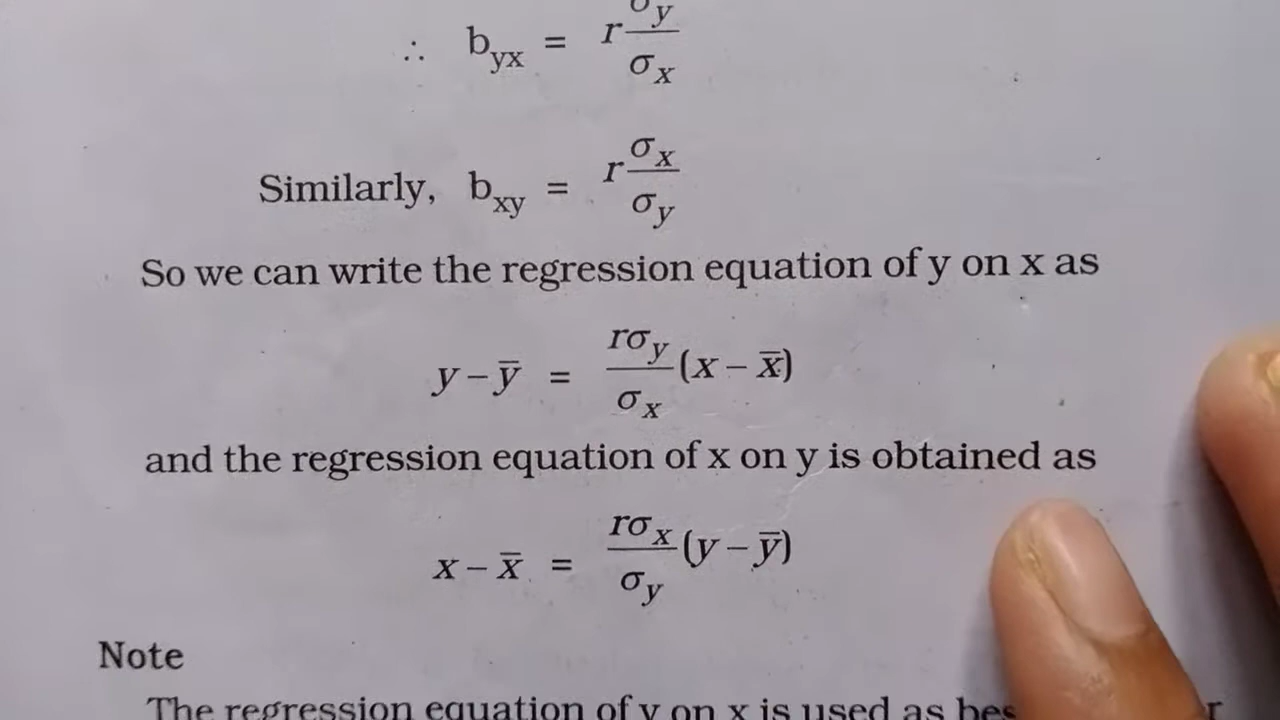 ∴ b_yx = r σ_y / σ_x
Similarly, b_xy = r σ_x / σ_y
So we can write the regression equation of y on x as
y − ȳ = rσ_y / σ_x (x − x̄)
and the regression equation of x on y is obtained as
x − x̄ = rσ_x / σ_y (y − ȳ)
Note
The regression equation of y on x is used as